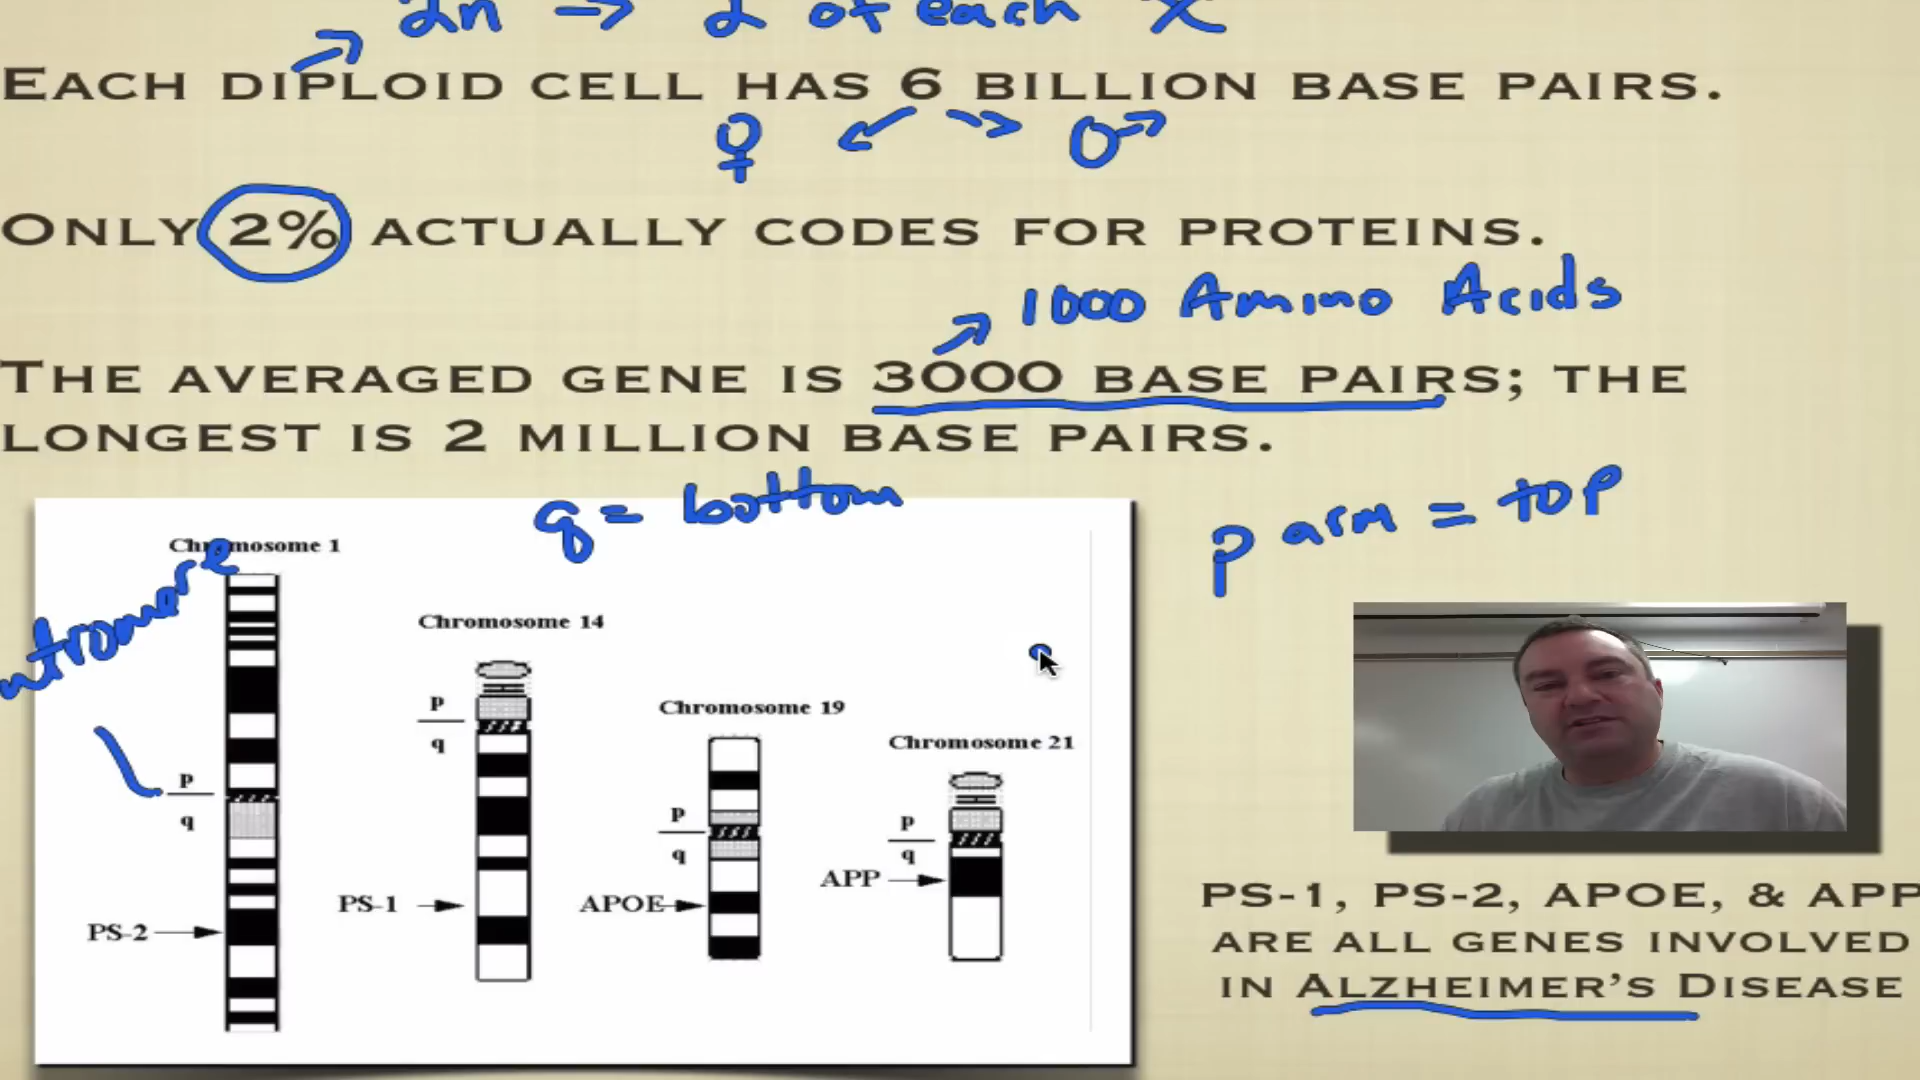 2n → 2 of each X
EACH DIPLOID CELL HAS 6 BILLION BASE PAIRS.
♀ ♂
ONLY 2% ACTUALLY CODES FOR PROTEINS.
1000 Amino Acids
THE AVERAGED GENE IS 3000 BASE PAIRS; THE
LONGEST IS 2 MILLION BASE PAIRS.
q = bottom
p arm = top
Chromosome 1
ntromere
Chromosome 14
Chromosome 19
Chromosome 21
p
q
p
q
p
q
p
q
PS-2
PS-1
APOE
APP
PS-1, PS-2, APOE, & APP
ARE ALL GENES INVOLVED
IN ALZHEIMER'S DISEASE